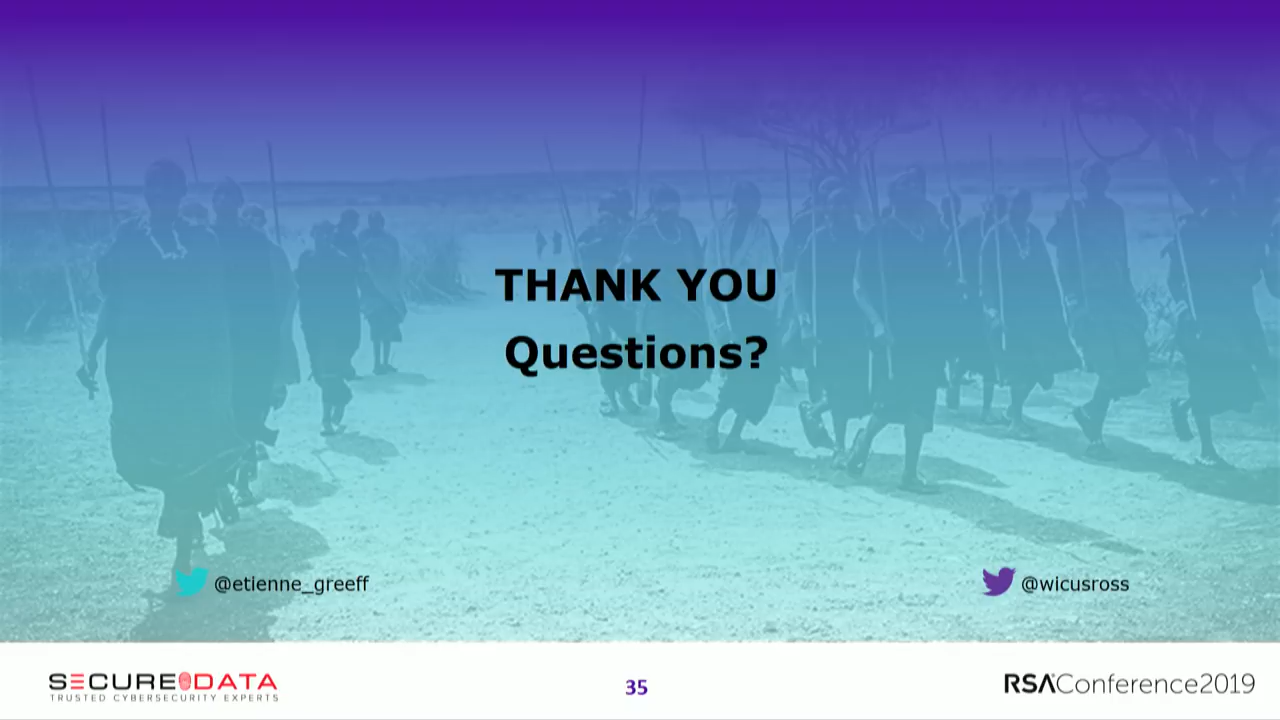 THANK YOU
Questions?
@etienne_greeff
@wicusross
SECURE DATA
TRUSTED CYBERSECURITY EXPERTS
35
RSAConference2019